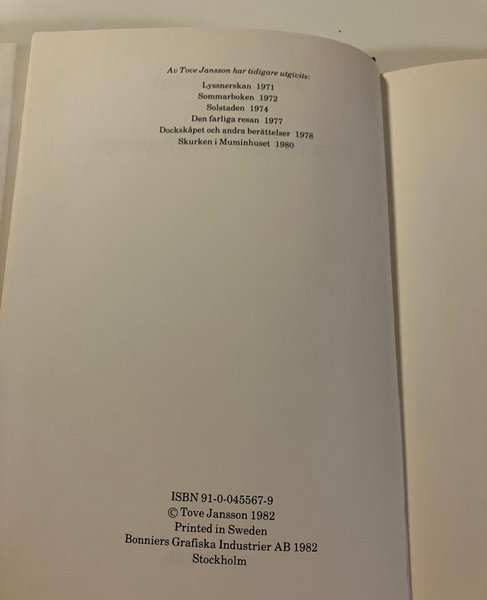 Av Tove Jansson har tidigare utgivits:
Lyssnerskan 1971
Sommarboken 1972
Solstaden 1974
Den farliga resan 1977
Dockskåpet och andra berättelser 1978
Skurken i Muminhuset 1980
ISBN 91-0-045567-9
© Tove Jansson 1982
Printed in Sweden
Bonniers Grafiska Industrier AB 1982
Stockholm